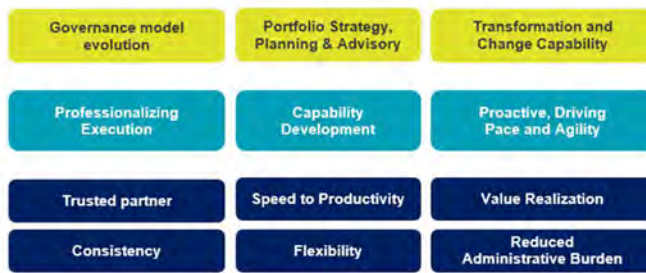 Governance model
evolution
Portfolio Strategy,
Planning & Advisory
Transformation and
Change Capability
Professionalizing
Execution
Capability
Development
Proactive, Driving
Pace and Agility
Trusted partner
Speed to Productivity
Value Realization
Consistency
Flexibility
Reduced
Administrative Burden